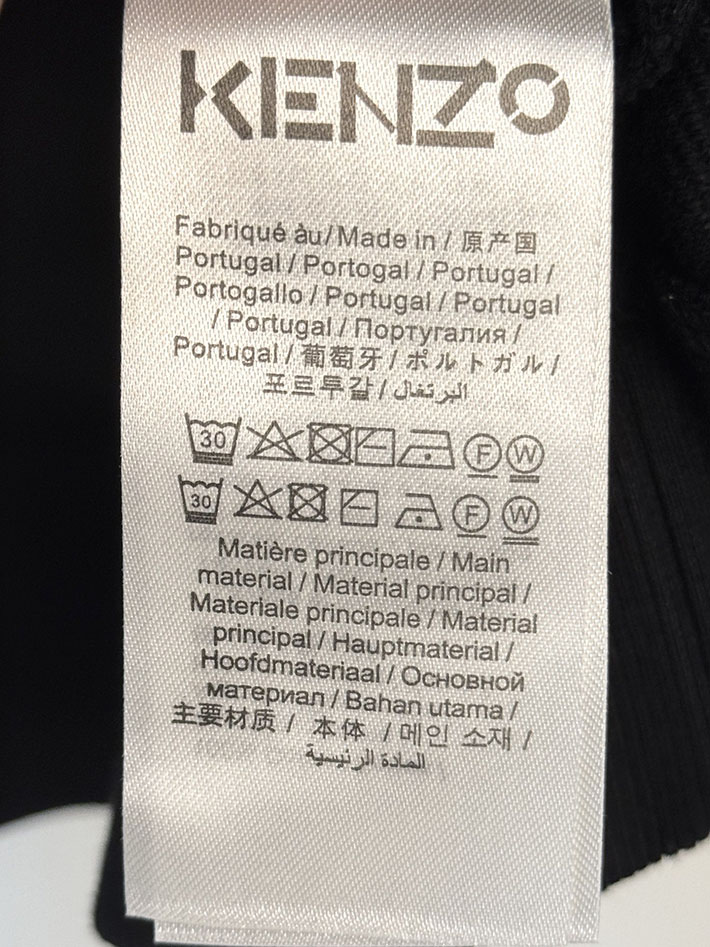 KENZO
Fabriqué àu/Made in / 原产国
Portugal / Portogal / Portugal /
Portogallo / Portugal / Portugal
/ Portugal / Португалия /
Portugal / 葡萄牙 / ポルトガル /
포르투갈 / البرتغال
30 F W
30 F W
Matière principale / Main
material / Material principal /
Materiale principale / Material
principal / Hauptmaterial /
Hoofdmateriaal / Основной
материал / Bahan utama /
主要材质 / 本体 / 메인 소재 /
المادة الرئيسية